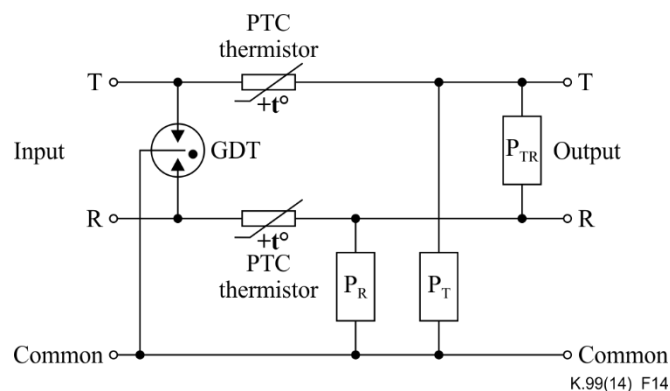 PTC
thermistor
T
+t°
T
Input
GDT
P_TR
Output
R
+t°
R
PTC
thermistor
P_R
P_T
Common
Common
K.99(14)_F14